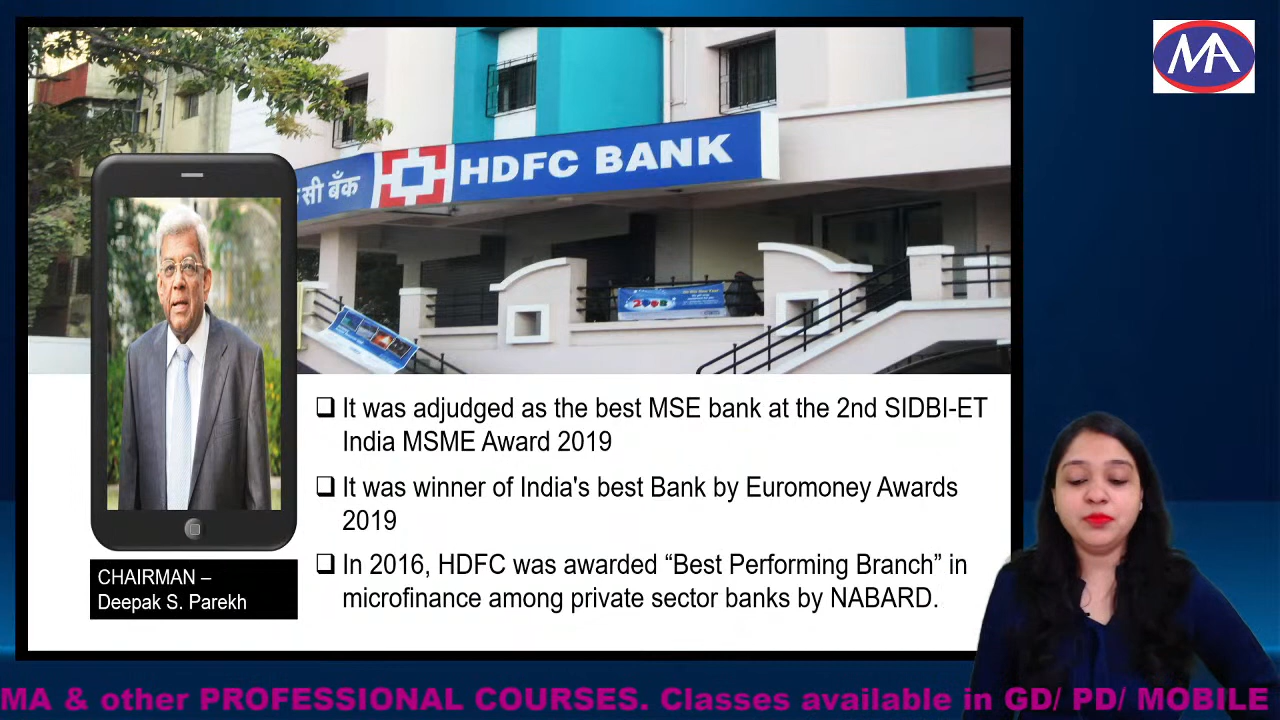 MA
सी बैंक HDFC BANK
2008
❑ It was adjudged as the best MSE bank at the 2nd SIDBI-ET
India MSME Award 2019
❑ It was winner of India's best Bank by Euromoney Awards
2019
❑ In 2016, HDFC was awarded “Best Performing Branch” in
microfinance among private sector banks by NABARD.
CHAIRMAN –
Deepak S. Parekh
MA & other PROFESSIONAL COURSES. Classes available in GD/ PD/ MOBILE